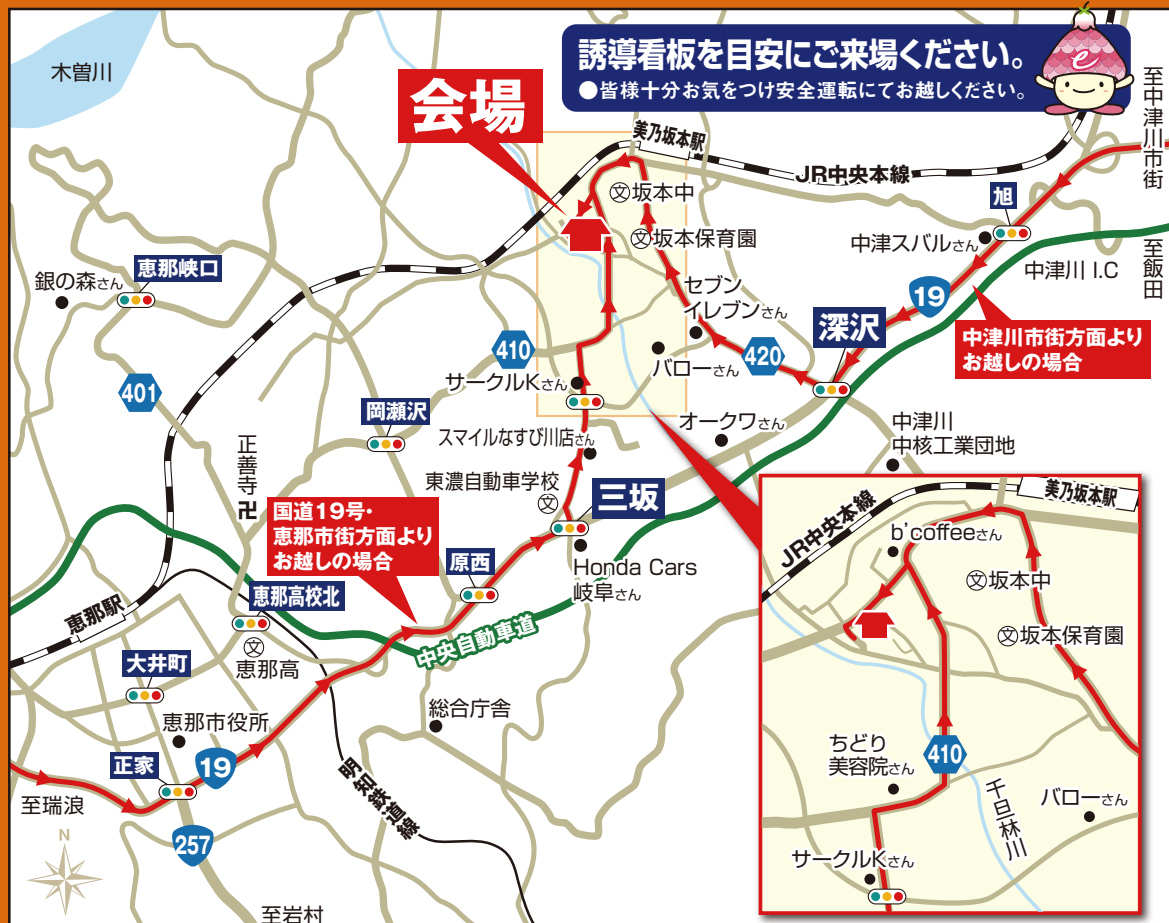 誘導看板を目安にご来場ください。
●皆様十分お気をつけ安全運転にてお越しください。
e
木曽川
会場
美乃坂本駅
JR中央本線
至中津川市街
至飯田
文坂本中
文坂本保育園
旭
中津スバルさん
中津川 I.C
19
中津川市街方面より
お越しの場合
銀の森さん
恵那峡口
セブン
イレブンさん
深沢
410
420
バローさん
サークルKさん
401
岡瀬沢
オークワさん
中津川
中核工業団地
スマイルなすび川店さん
東濃自動車学校
文
三坂
正善寺
卍
国道19号・
恵那市街方面より
お越しの場合
原西
Honda Cars
岐阜さん
恵那高校北
恵那駅
文
恵那高
中央自動車道
大井町
総合庁舎
恵那市役所
正家
19
明知鉄道線
至瑞浪
257
N
至岩村
美乃坂本駅
JR中央本線
b'coffeeさん
文坂本中
文坂本保育園
410
ちどり
美容院さん
千旦林川
バローさん
サークルKさん